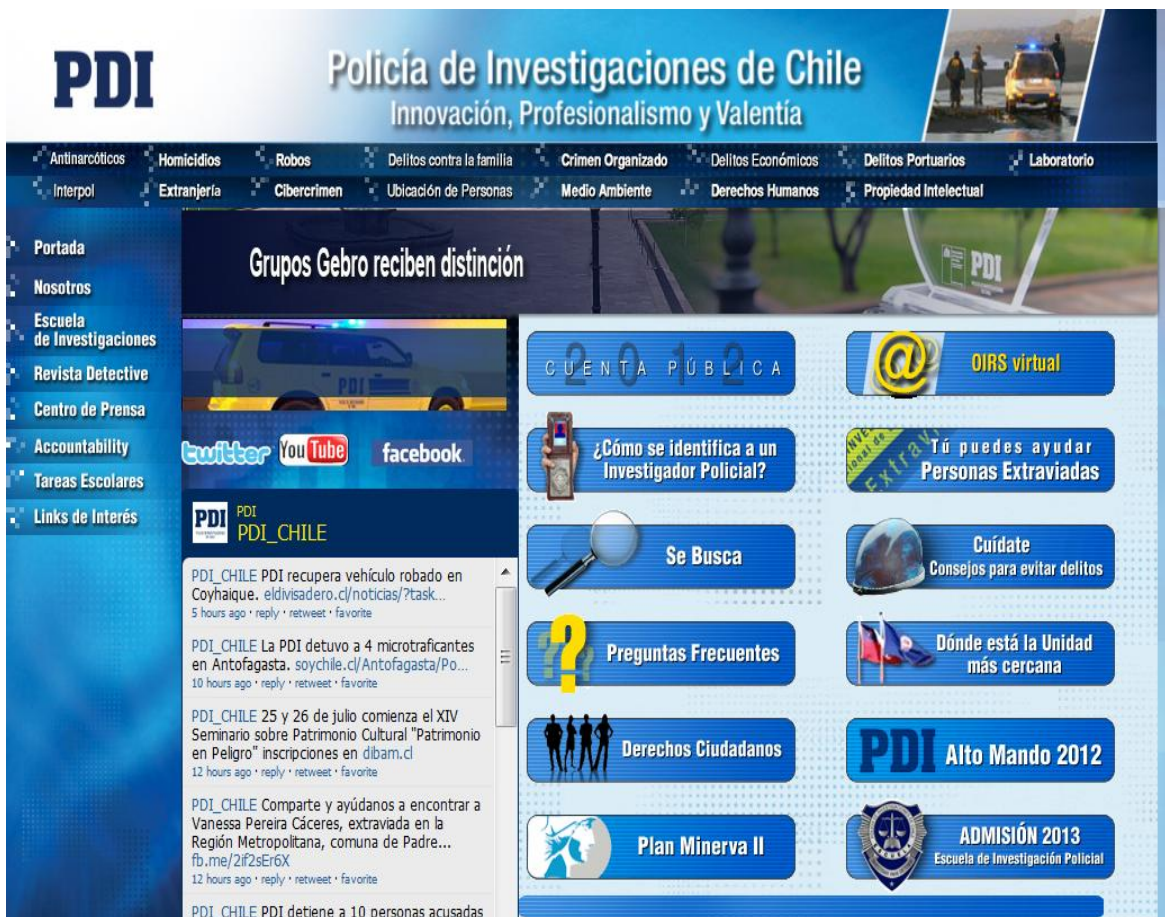 PDI
Policía de Investigaciones de Chile
Innovación, Profesionalismo y Valentía
Antinarcóticos
Homicidios
Robos
Delitos contra la familia
Crimen Organizado
Delitos Económicos
Delitos Portuarios
Laboratorio
Interpol
Extranjería
Cibercrimen
Ubicación de Personas
Medio Ambiente
Derechos Humanos
Propiedad Intelectual
Portada
Nosotros
Escuela
de Investigaciones
Revista Detective
Centro de Prensa
Accountability
Tareas Escolares
Links de Interés
Grupos Gebro reciben distinción
PDI
PDI
twitter
YouTube
facebook
PDI
PDI
PDI_CHILE
PDI_CHILE PDI recupera vehículo robado en
Coyhaique. eldivisadero.cl/noticias/?task...
5 hours ago · reply · retweet · favorite
PDI_CHILE La PDI detuvo a 4 microtraficantes
en Antofagasta. soychile.cl/Antofagasta/Po...
10 hours ago · reply · retweet · favorite
PDI_CHILE 25 y 26 de julio comienza el XIV
Seminario sobre Patrimonio Cultural "Patrimonio
en Peligro" inscripciones en dibam.cl
12 hours ago · reply · retweet · favorite
PDI_CHILE Comparte y ayúdanos a encontrar a
Vanessa Pereira Cáceres, extraviada en la
Región Metropolitana, comuna de Padre...
fb.me/2if2sEr6X
12 hours ago · reply · retweet · favorite
PDI_CHILE PDI detiene a 10 personas acusadas
2012
CUENTA PÚBLICA
@
OIRS virtual
¿Cómo se identifica a un
Investigador Policial?
Extravi
Tú puedes ayudar
Personas Extraviadas
Se Busca
Cuídate
Consejos para evitar delitos
???
Preguntas Frecuentes
Dónde está la Unidad
más cercana
Derechos Ciudadanos
PDI Alto Mando 2012
Plan Minerva II
ESCUELA
ADMISIÓN 2013
Escuela de Investigación Policial